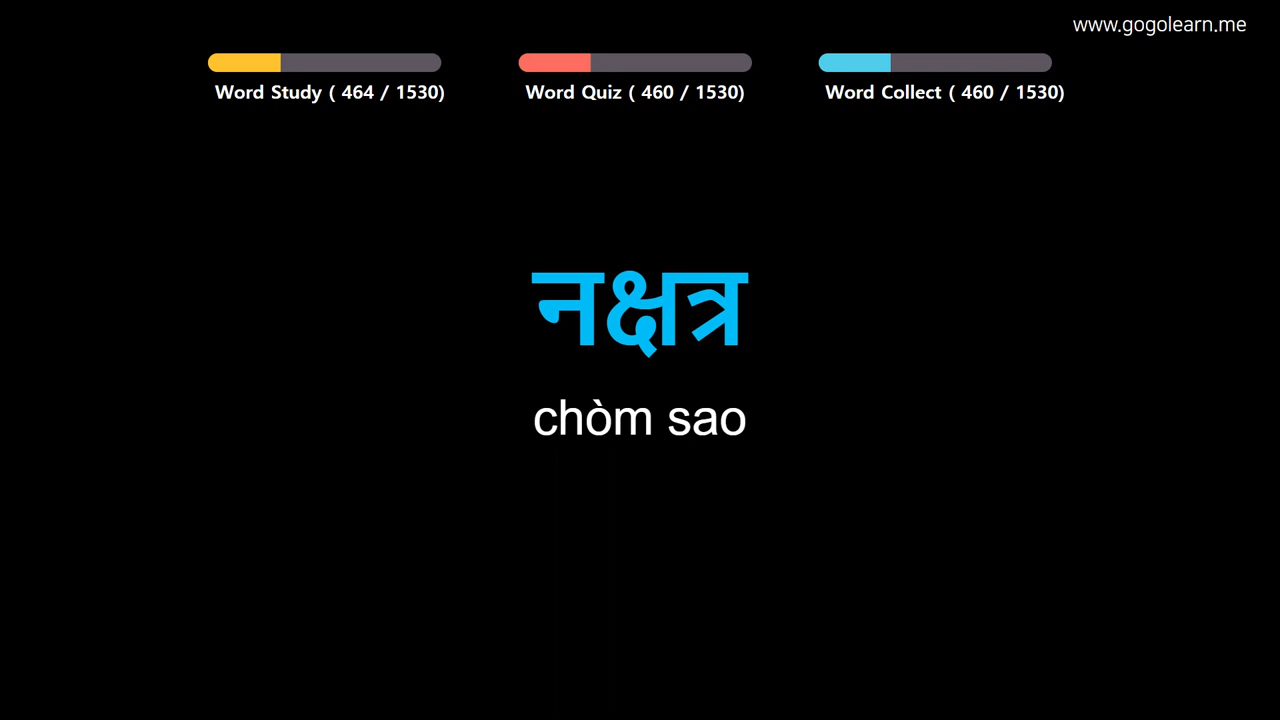 www.gogolearn.me
Word Study ( 464 / 1530)
Word Quiz ( 460 / 1530)
Word Collect ( 460 / 1530)
नक्षत्र
chòm sao